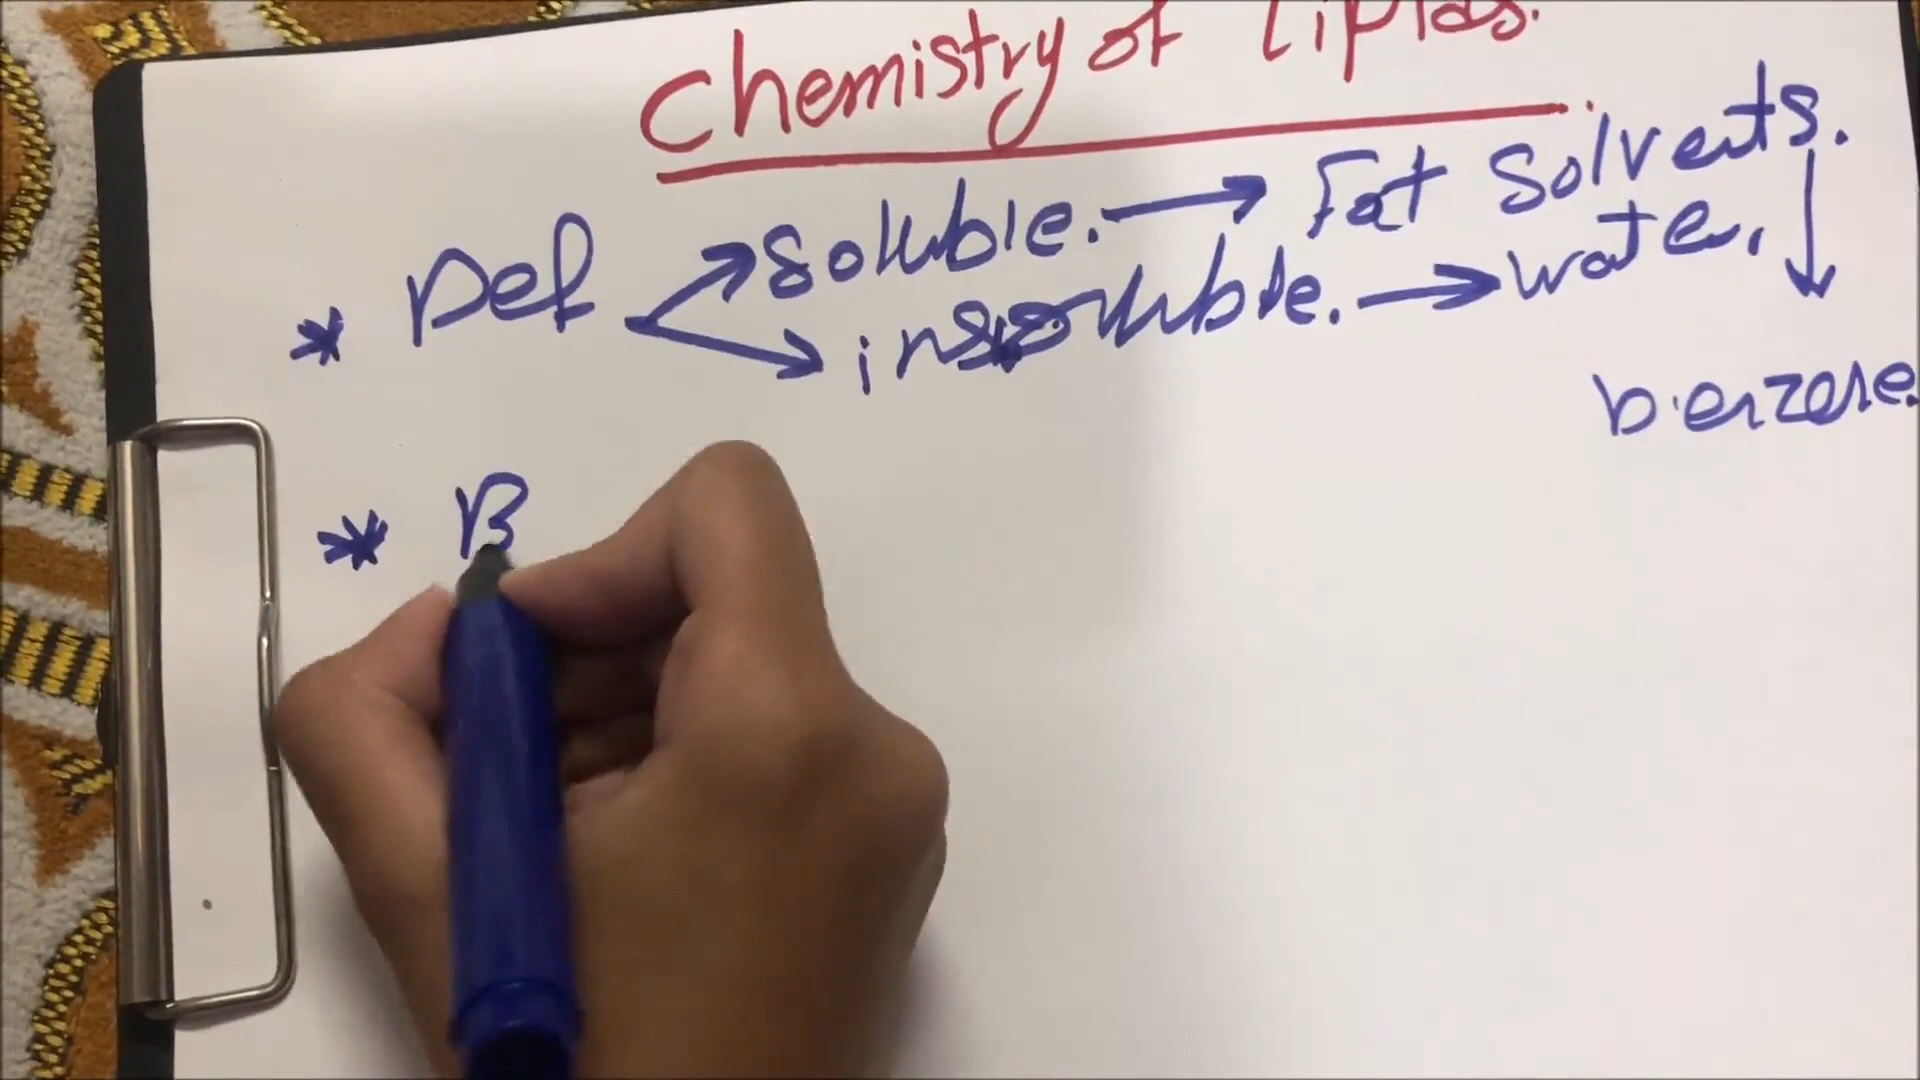 Chemistry of Lipids.
* Def soluble. → Fat Solvents.
insoluble. → water.
benzene.
* B